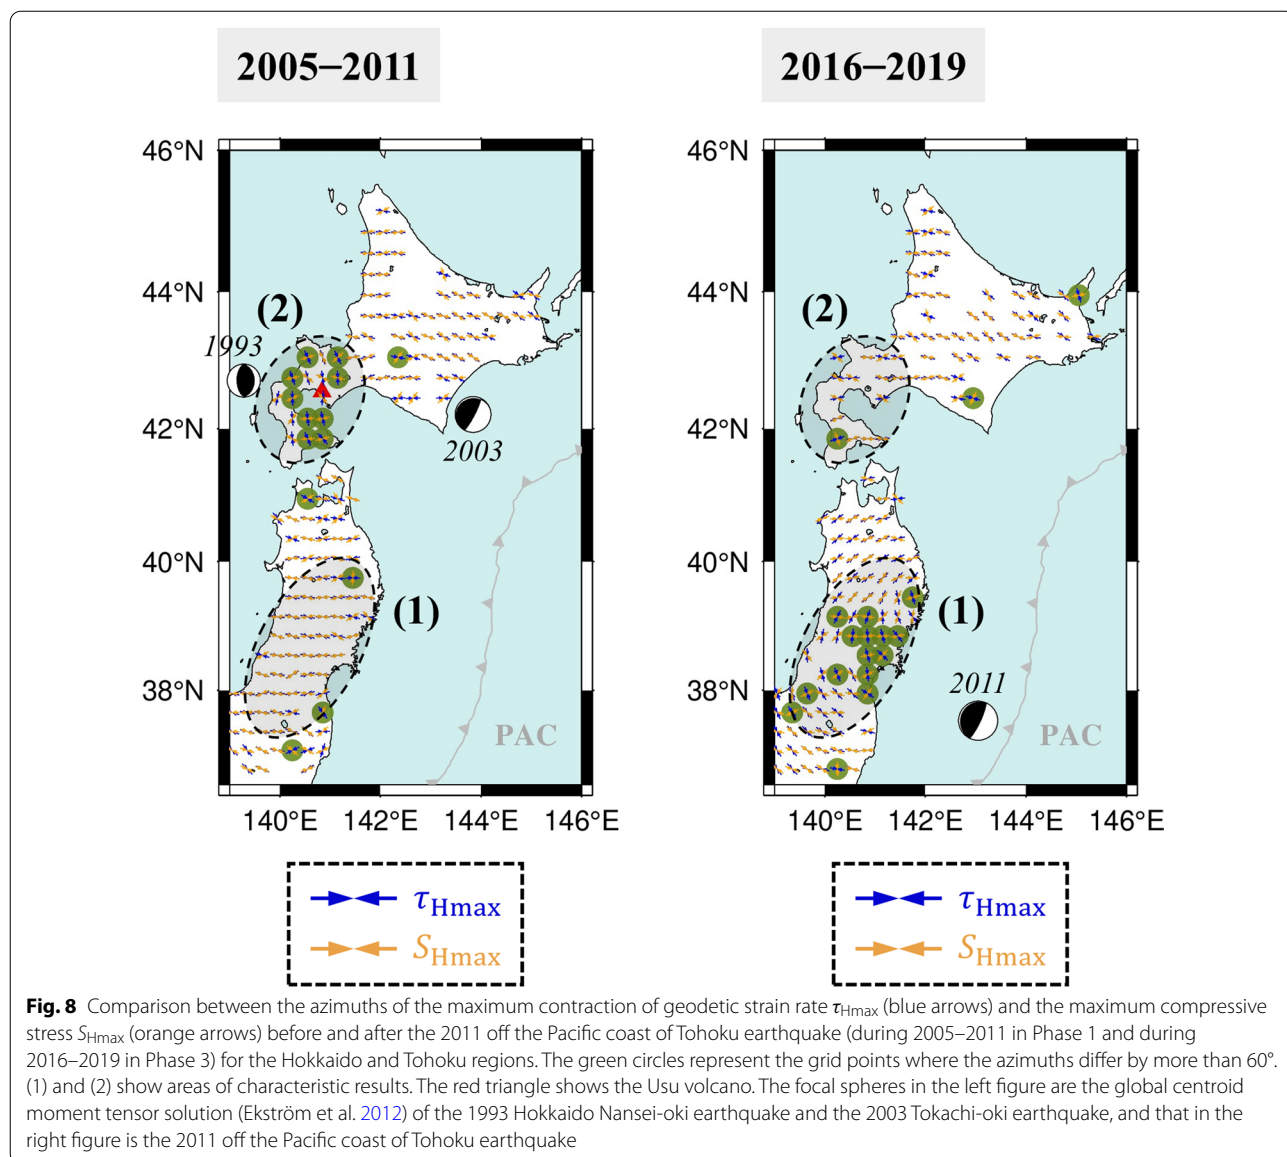 2005–2011
2016–2019
46°N
44°N
42°N
40°N
38°N
140°E 142°E 144°E 146°E
(2)
1993
2003
(1)
PAC
46°N
44°N
42°N
40°N
38°N
140°E 142°E 144°E 146°E
(2)
(1)
2011
PAC
τHmax
SHmax
τHmax
SHmax
Fig. 8 Comparison between the azimuths of the maximum contraction of geodetic strain rate τHmax (blue arrows) and the maximum compressive
stress SHmax (orange arrows) before and after the 2011 off the Pacific coast of Tohoku earthquake (during 2005–2011 in Phase 1 and during
2016–2019 in Phase 3) for the Hokkaido and Tohoku regions. The green circles represent the grid points where the azimuths differ by more than 60°.
(1) and (2) show areas of characteristic results. The red triangle shows the Usu volcano. The focal spheres in the left figure are the global centroid
moment tensor solution (Ekström et al. 2012) of the 1993 Hokkaido Nansei-oki earthquake and the 2003 Tokachi-oki earthquake, and that in the
right figure is the 2011 off the Pacific coast of Tohoku earthquake